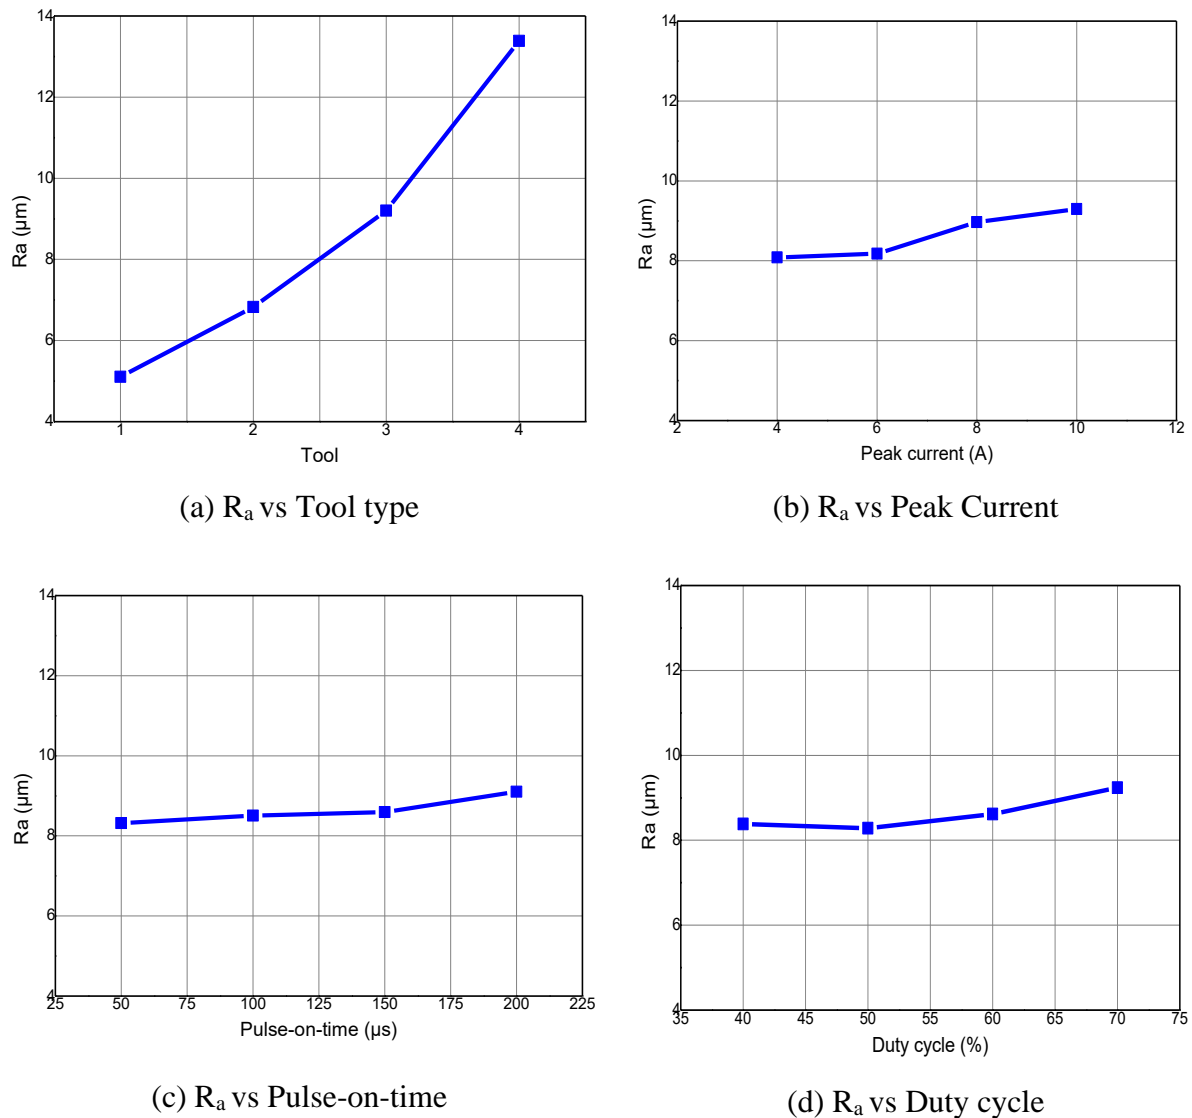 14
12
10
8
6
4
Ra (µm)
1 2 3 4
Tool
(a) Ra vs Tool type
14
12
10
8
6
4
Ra (µm)
2 4 6 8 10 12
Peak current (A)
(b) Ra vs Peak Current
14
12
10
8
6
4
Ra (µm)
25 50 75 100 125 150 175 200 225
Pulse-on-time (µs)
(c) Ra vs Pulse-on-time
14
12
10
8
6
4
Ra (µm)
35 40 45 50 55 60 65 70 75
Duty cycle (%)
(d) Ra vs Duty cycle